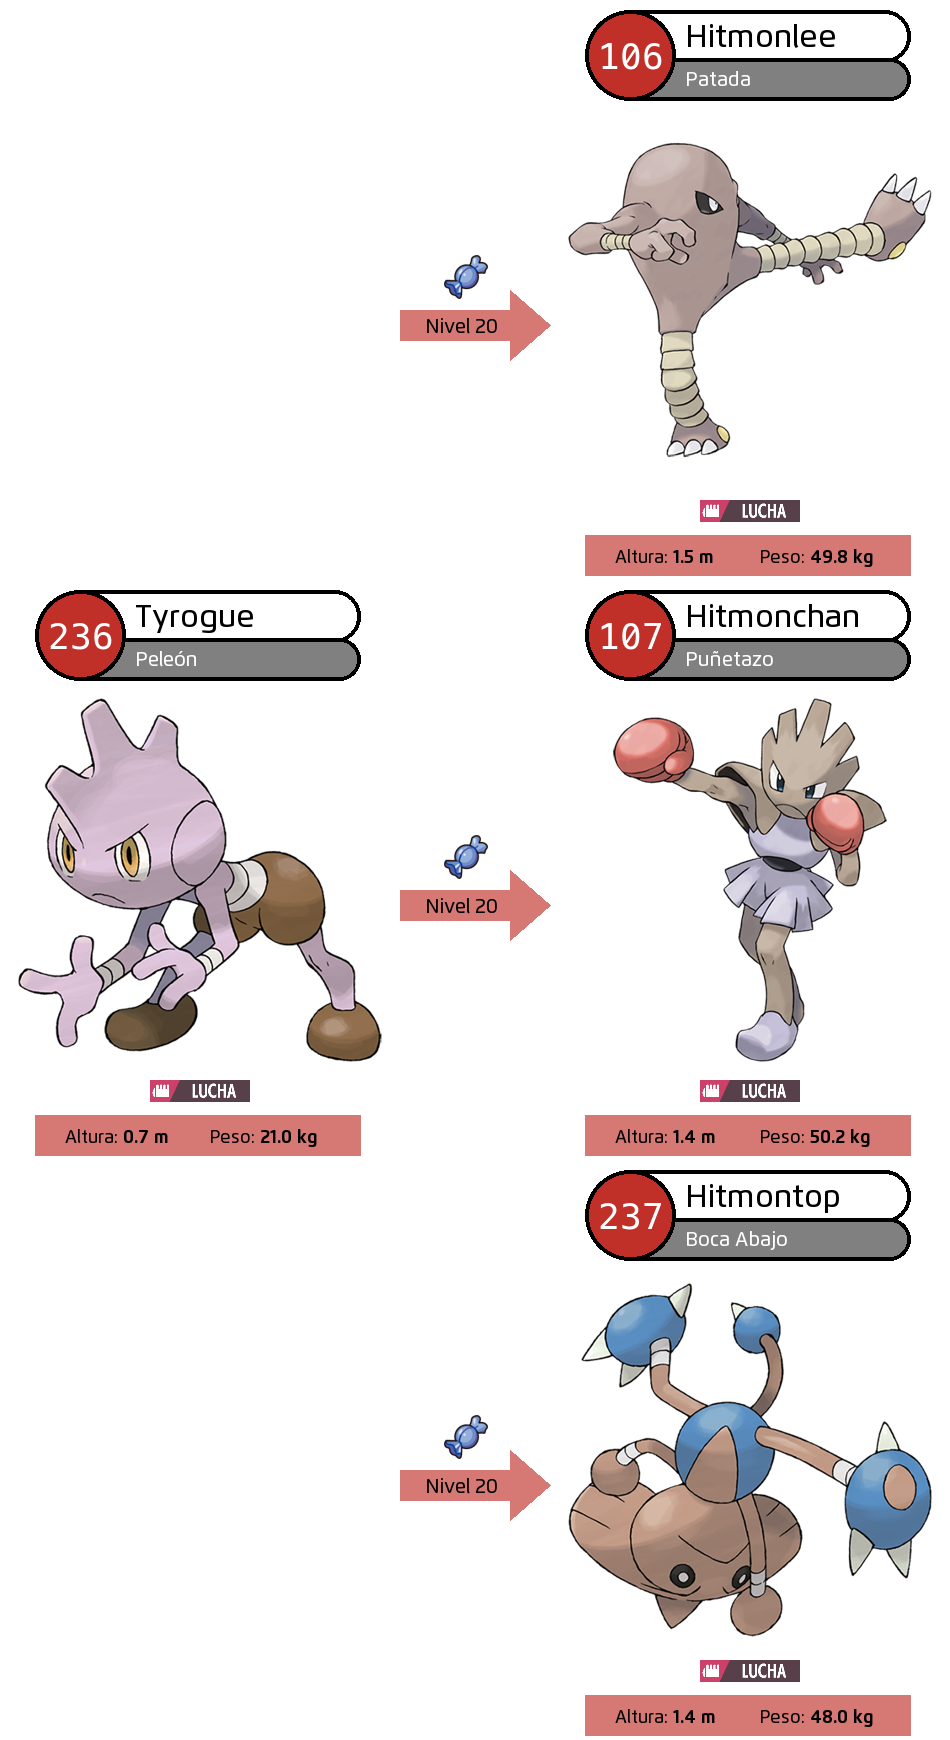 106
Hitmonlee
Patada
Nivel 20
LUCHA
Altura: 1.5 m Peso: 49.8 kg
236
Tyrogue
Peleón
LUCHA
Altura: 0.7 m Peso: 21.0 kg
Nivel 20
107
Hitmonchan
Puñetazo
LUCHA
Altura: 1.4 m Peso: 50.2 kg
237
Hitmontop
Boca Abajo
Nivel 20
LUCHA
Altura: 1.4 m Peso: 48.0 kg